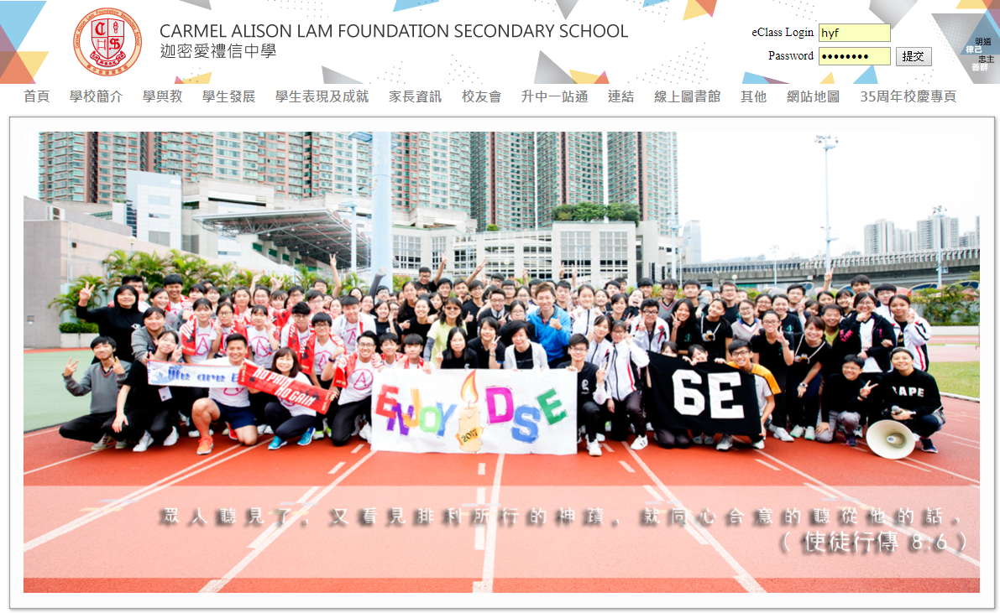 CARMEL ALISON LAM FOUNDATION SECONDARY SCHOOL
迦密愛禮信中學
eClass Login hyf
Password ●●●●●●●● 提交
明道
律己
忠主
善群
首頁 學校簡介 學與教 學生發展 學生表現及成就 家長資訊 校友會 升中一站通 連結 線上圖書館 其他 網站地圖 35周年校慶專頁
We are
NO PAIN
NO GAIN
ENJOY DSE
2017
6E
BAPE
眾人聽見了，又看見腓利所行的神蹟，就同心合意的聽從他的話，
（ 使徒行傳 8:6 ）